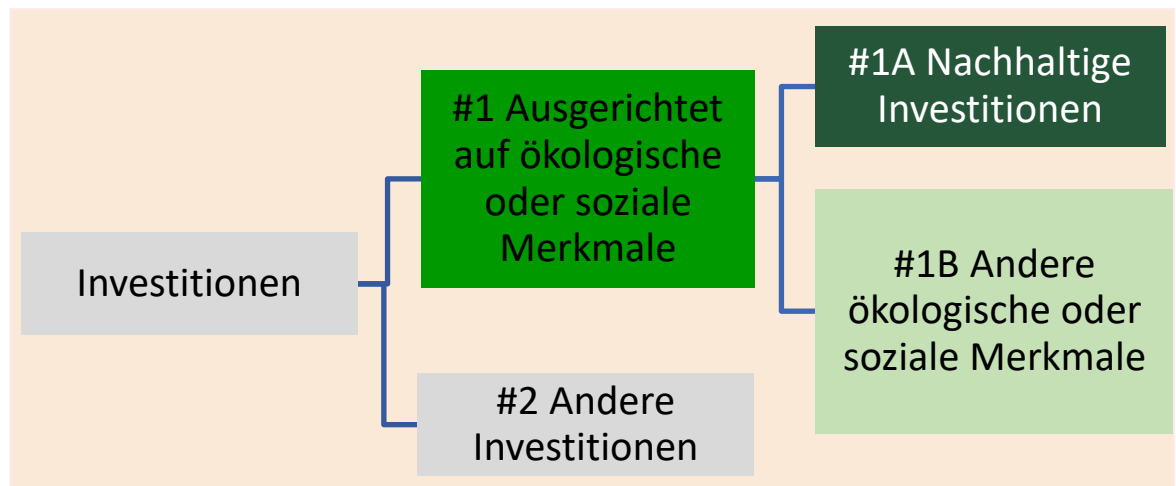 Investitionen
#1 Ausgerichtet
auf ökologische
oder soziale
Merkmale
#2 Andere
Investitionen
#1A Nachhaltige
Investitionen
#1B Andere
ökologische oder
soziale Merkmale